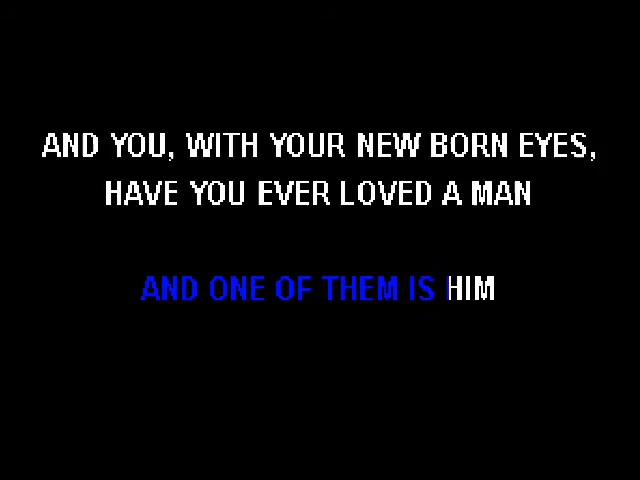 AND YOU, WITH YOUR NEW BORN EYES,
HAVE YOU EVER LOVED A MAN
AND ONE OF THEM IS HIM